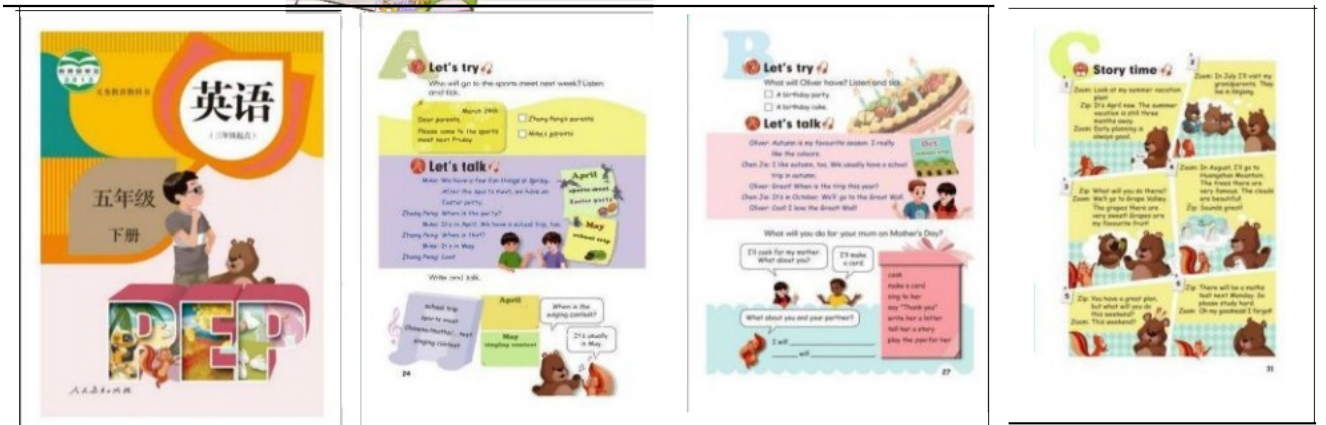 义务教育教科书
英语
(三年级起点)
五年级
下册
PEP
人民教育出版社
A
Let's try
Who will go to the sports meet next week? Listen
and tick.
March 29th
Dear parents,
Please come to the sports
meet next Friday.
Zhang Peng's parents
Mike's parents
Let's talk
Mike: We have a few fun things in spring.
After the sports meet, we have an
Easter party.
Zhang Peng: When is the party?
Mike: It's in April. We have a school trip, too.
Zhang Peng: When is that?
Mike: It's in May.
Zhang Peng: Cool!
April
sports meet
Easter party
May
school trip
Write and talk.
school trip
sports meet
Chinese/maths/... test
singing contest
April
May
singing contest
When is the
singing contest?
It's usually
in May.
24
B
Let's try
What will Oliver have? Listen and tick.
A birthday party.
A birthday cake.
Let's talk
Oliver: Autumn is my favourite season. I really
like the colours.
Chen Jie: I like autumn, too. We usually have a school
trip in autumn.
Oliver: Great! When is the trip this year?
Chen Jie: It's in October. We'll go to the Great Wall.
Oliver: Cool! I love the Great Wall!
Oct.
school trip
What will you do for your mum on Mother's Day?
I'll cook for my mother.
What about you?
I'll make
a card.
cook
make a card
sing to her
say "Thank you"
write her a letter
tell her a story
play the pipa for her
What about you and your partner?
I will
will
27
C
Story time
1
Zoom: Look at my summer vacation
plan!
Zip: It's April now. The summer
vacation is still three
months away.
Zoom: Early planning is
always good.
2
Zoom: In July I'll visit my
grandparents. They
live in Xinjiang.
3
Zip: What will you do there?
Zoom: We'll go to Grape Valley.
The grapes there are
very sweet! Grapes are
my favourite fruit!
4
Zoom: In August, I'll go to
Huangshan Mountain.
The trees there are
very famous. The clouds
are beautiful!
Zip: Sounds great!
5
Zip: You have a great plan,
but what will you do
this weekend?
Zoom: This weekend?
6
Zip: There will be a maths
test next Monday. So
please study hard.
Zoom: Oh my goodness! I forgot!
31